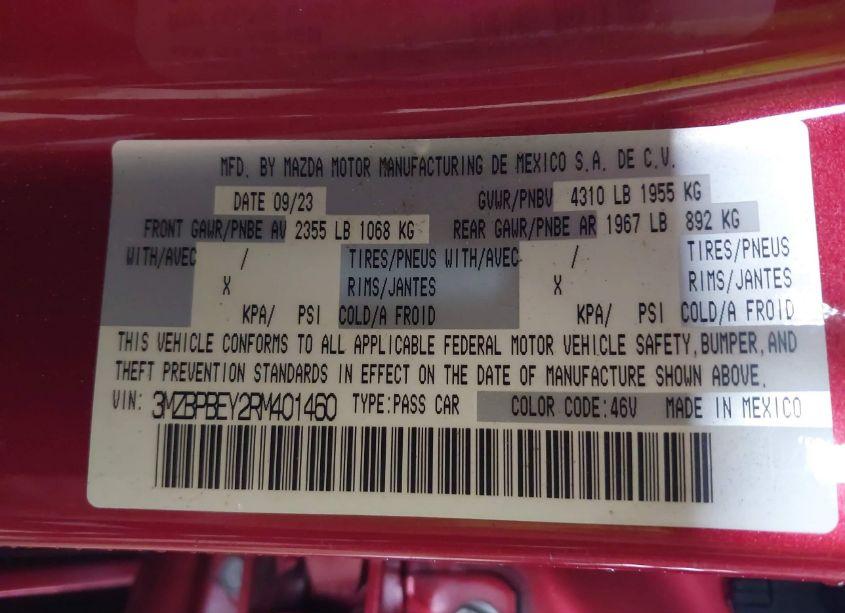 MFD. BY MAZDA MOTOR MANUFACTURING DE MEXICO S.A. DE C.V.
DATE 09/23 GVWR/PNBV 4310 LB 1955 KG
FRONT GAWR/PNBE AV 2355 LB 1068 KG REAR GAWR/PNBE AR 1967 LB 892 KG
WITH/AVEC / TIRES/PNEUS WITH/AVEC / TIRES/PNEUS
X RIMS/JANTES X RIMS/JANTES
KPA/ PSI COLD/A FROID KPA/ PSI COLD/A FROID
THIS VEHICLE CONFORMS TO ALL APPLICABLE FEDERAL MOTOR VEHICLE SAFETY, BUMPER, AND
THEFT PREVENTION STANDARDS IN EFFECT ON THE DATE OF MANUFACTURE SHOWN ABOVE.
VIN: 3MZBPBEY2RM401460 TYPE:PASS CAR COLOR CODE:46V MADE IN MEXICO